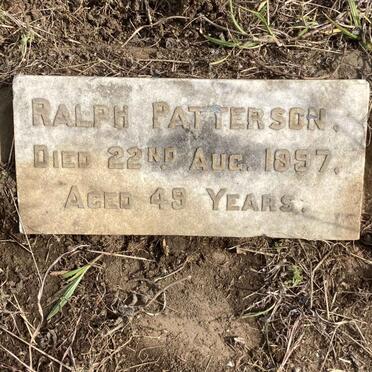 RALPH PATTERSON.
DIED 22ND AUG. 1897.
AGED 49 YEARS.